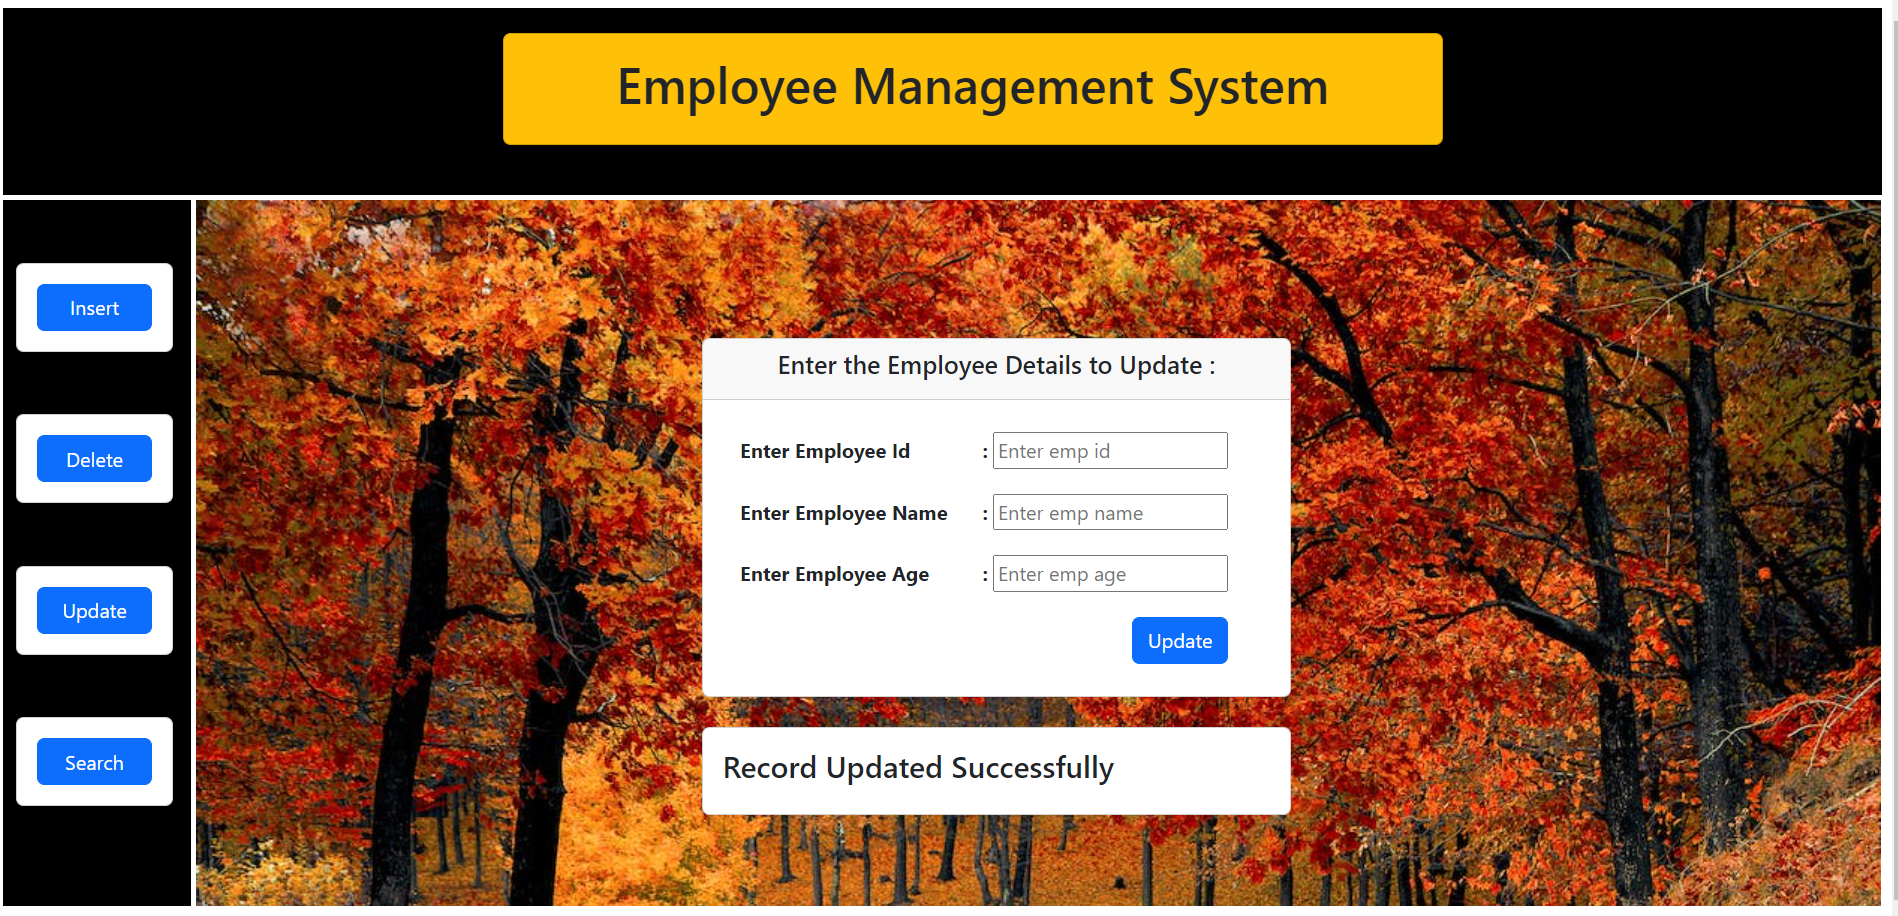 Employee Management System
Insert
Delete
Update
Search
Enter the Employee Details to Update :
Enter Employee Id : Enter emp id
Enter Employee Name : Enter emp name
Enter Employee Age : Enter emp age
Update
Record Updated Successfully